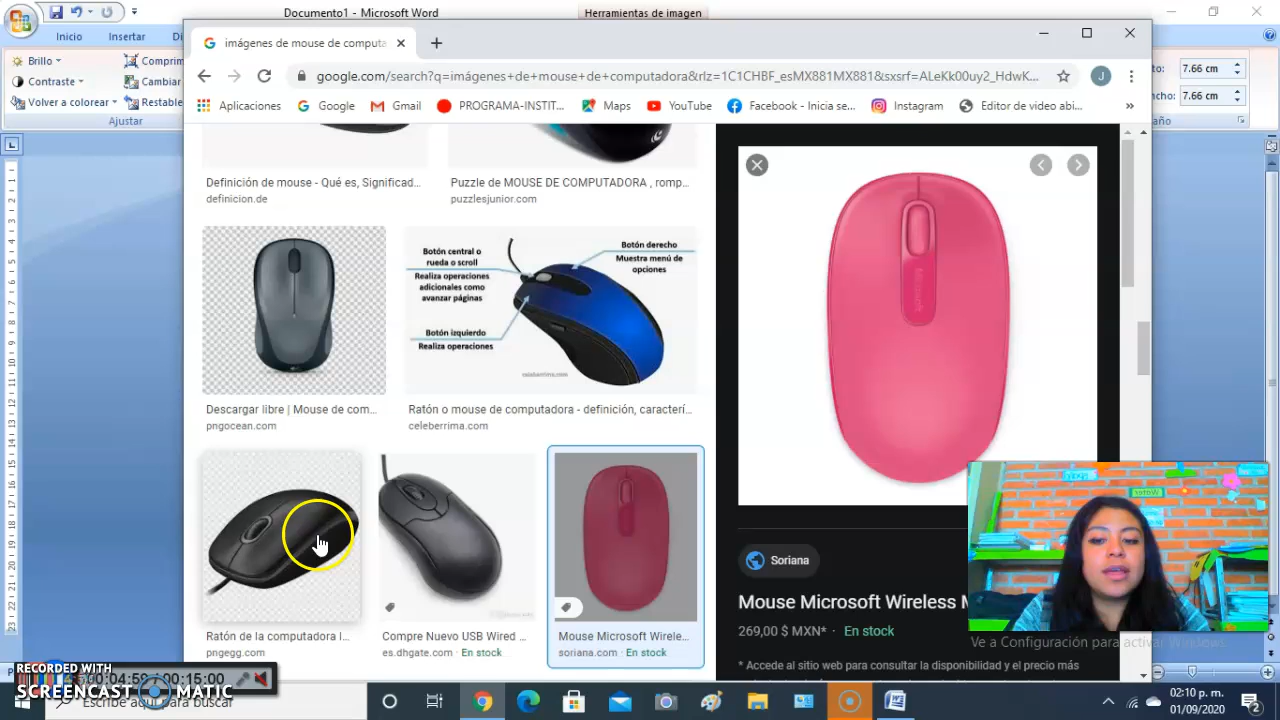 Documento1 - Microsoft Word
Herramientas de imagen
Inicio
Insertar
Brillo
Contraste
Volver a colorear
Ajustar
7.66 cm
7.66 cm
imágenes de mouse de computa
google.com/search?q=imágenes+de+mouse+de+computadora&rlz=1C1CHBF_esMX881MX881&sxsrf=ALeKk00uy2_HdwK...
J
Aplicaciones
Google
Gmail
PROGRAMA-INSTIT...
Maps
YouTube
Facebook - Inicia se...
Instagram
Editor de video abi...
Definición de mouse - Qué es, Significad...
definicion.de
Puzzle de MOUSE DE COMPUTADORA , romp...
puzzlesjunior.com
Botón central o
rueda o scroll
Realiza operaciones
adicionales como
avanzar páginas
Botón derecho
Muestra menú de
opciones
Botón izquierdo
Realiza operaciones
celeberrima.com
Microsoft
Descargar libre | Mouse de com...
pngocean.com
Ratón o mouse de computadora - definición, caracterí...
celeberrima.com
Ratón de la computadora I...
pngegg.com
Compre Nuevo USB Wired ...
es.dhgate.com · En stock
Mouse Microsoft Wirele...
soriana.com · En stock
Soriana
Mouse Microsoft Wireless M
269,00 $ MXN* · En stock
* Accede al sitio web para consultar la disponibilidad y el precio más
Ve a Configuración para activar Windows.
RECORDED WITH
SCREENCAST MATIC
00:15:00
Escribe aquí para buscar
02:10 p. m.
01/09/2020
2